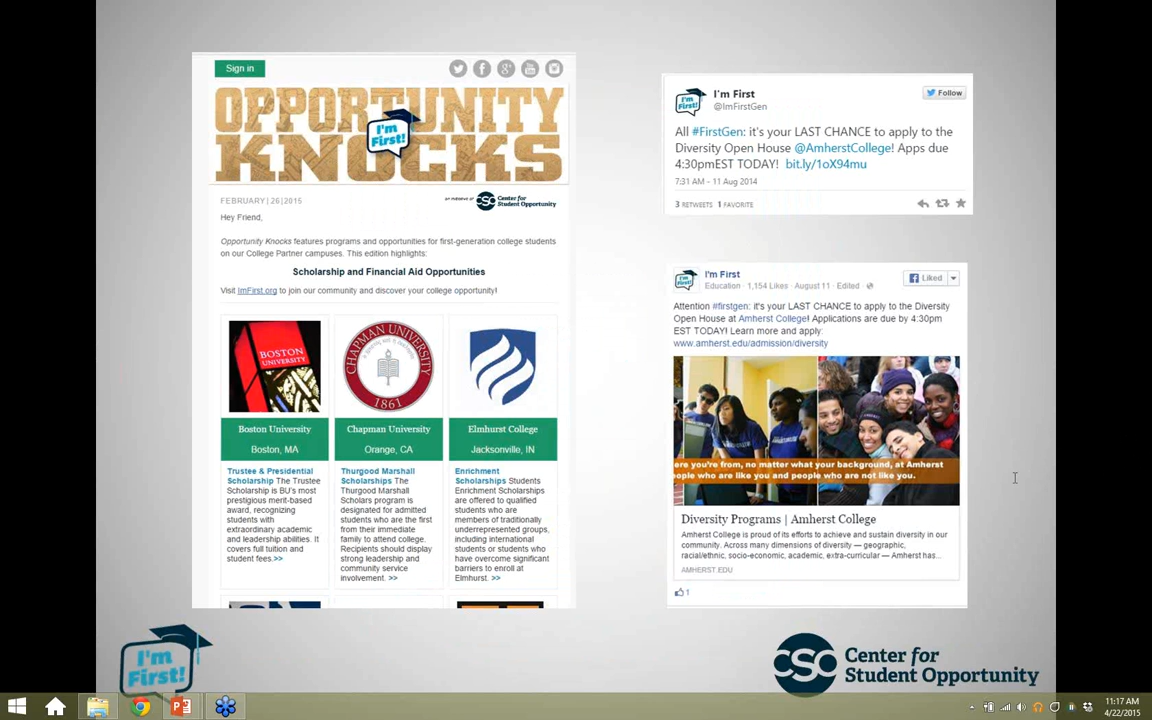 Sign in
OPPORTUNITY
I'm
First!
KNOCKS
FEBRUARY | 26 | 2015
AN INITIATIVE OF
CSO
Center for
Student Opportunity
Hey Friend,
Opportunity Knocks features programs and opportunities for first-generation college students
on our College Partner campuses. This edition highlights:
Scholarship and Financial Aid Opportunities
Visit ImFirst.org to join our community and discover your college opportunity!
BOSTON
UNIVERSITY
CHAPMAN UNIVERSITY
1861
Boston University
Boston, MA
Chapman University
Orange, CA
Elmhurst College
Jacksonville, IN
Trustee & Presidential
Scholarship The Trustee
Scholarship is BU's most
prestigious merit-based
award, recognizing
students with
extraordinary academic
and leadership abilities. It
covers full tuition and
student fees.>>
Thurgood Marshall
Scholarships The
Thurgood Marshall
Scholars program is
designated for admitted
students who are the first
from their immediate
family to attend college.
Recipients should display
strong leadership and
community service
involvement. >>
Enrichment
Scholarships Students
Enrichment Scholarships
are offered to qualified
students who are
members of traditionally
underrepresented groups,
including international
students or students who
have overcome significant
barriers to enroll at
Elmhurst. >>
I'm
First!
I'm First
@ImFirstGen
Follow
All #FirstGen: it's your LAST CHANCE to apply to the
Diversity Open House @AmherstCollege! Apps due
4:30pmEST TODAY! bit.ly/1oX94mu
7:31 AM - 11 Aug 2014
3 RETWEETS 1 FAVORITE
I'm
First!
I'm First
Education · 1,154 Likes · August 11 · Edited ·
Liked
Attention #firstgen: it's your LAST CHANCE to apply to the Diversity
Open House at Amherst College! Applications are due by 4:30pm
EST TODAY! Learn more and apply:
www.amherst.edu/admission/diversity
ere you're from, no matter what your background, at Amherst
eople who are like you and people who are not like you.
Diversity Programs | Amherst College
Amherst College is proud of its efforts to achieve and sustain diversity in our
community. Across many dimensions of diversity — geographic,
racial/ethnic, socio-economic, academic, extra-curricular — Amherst has...
AMHERST.EDU
1
I'm
First!
CSO
Center for
Student Opportunity
11:17 AM
4/22/2015